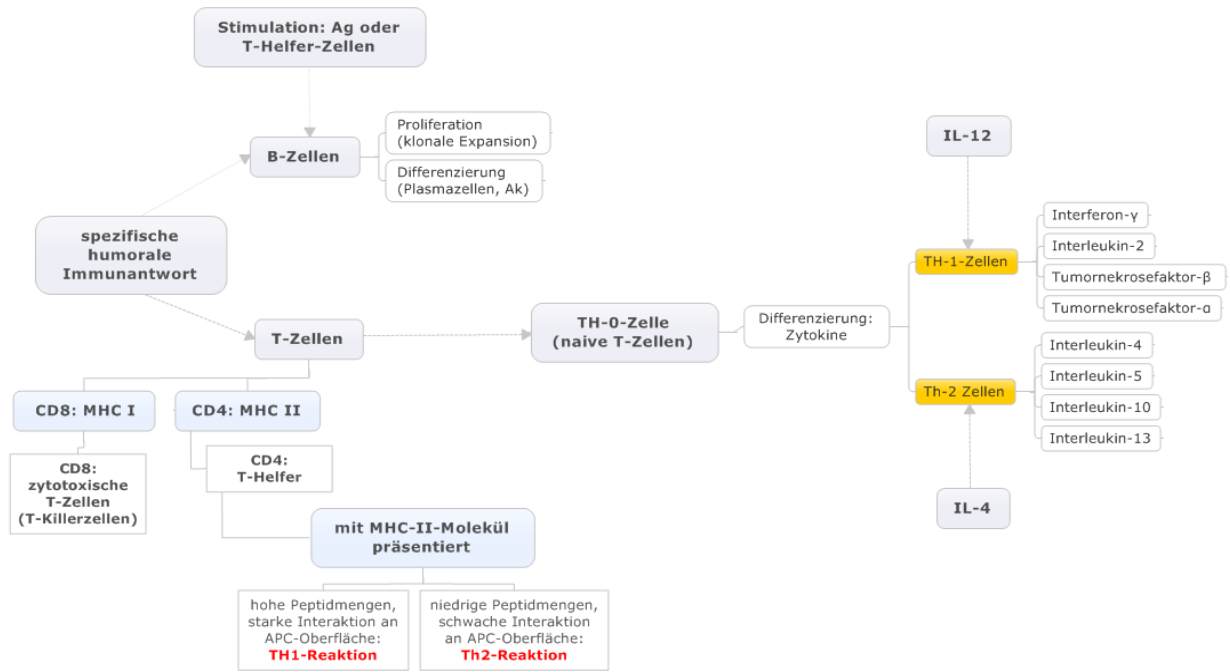 Stimulation: Ag oder
T-Helfer-Zellen
B-Zellen
Proliferation
(klonale Expansion)
Differenzierung
(Plasmazellen, Ak)
spezifische
humorale
Immunantwort
T-Zellen
CD8: MHC I
CD4: MHC II
CD8:
zytotoxische
T-Zellen
(T-Killerzellen)
CD4:
T-Helfer
mit MHC-II-Molekül
präsentiert
hohe Peptidmengen,
starke Interaktion an
APC-Oberfläche:
TH1-Reaktion
niedrige Peptidmengen,
schwache Interaktion
an APC-Oberfläche:
Th2-Reaktion
TH-0-Zelle
(naive T-Zellen)
Differenzierung:
Zytokine
IL-12
TH-1-Zellen
Interferon-γ
Interleukin-2
Tumornekrosefaktor-β
Tumornekrosefaktor-α
Th-2 Zellen
Interleukin-4
Interleukin-5
Interleukin-10
Interleukin-13
IL-4